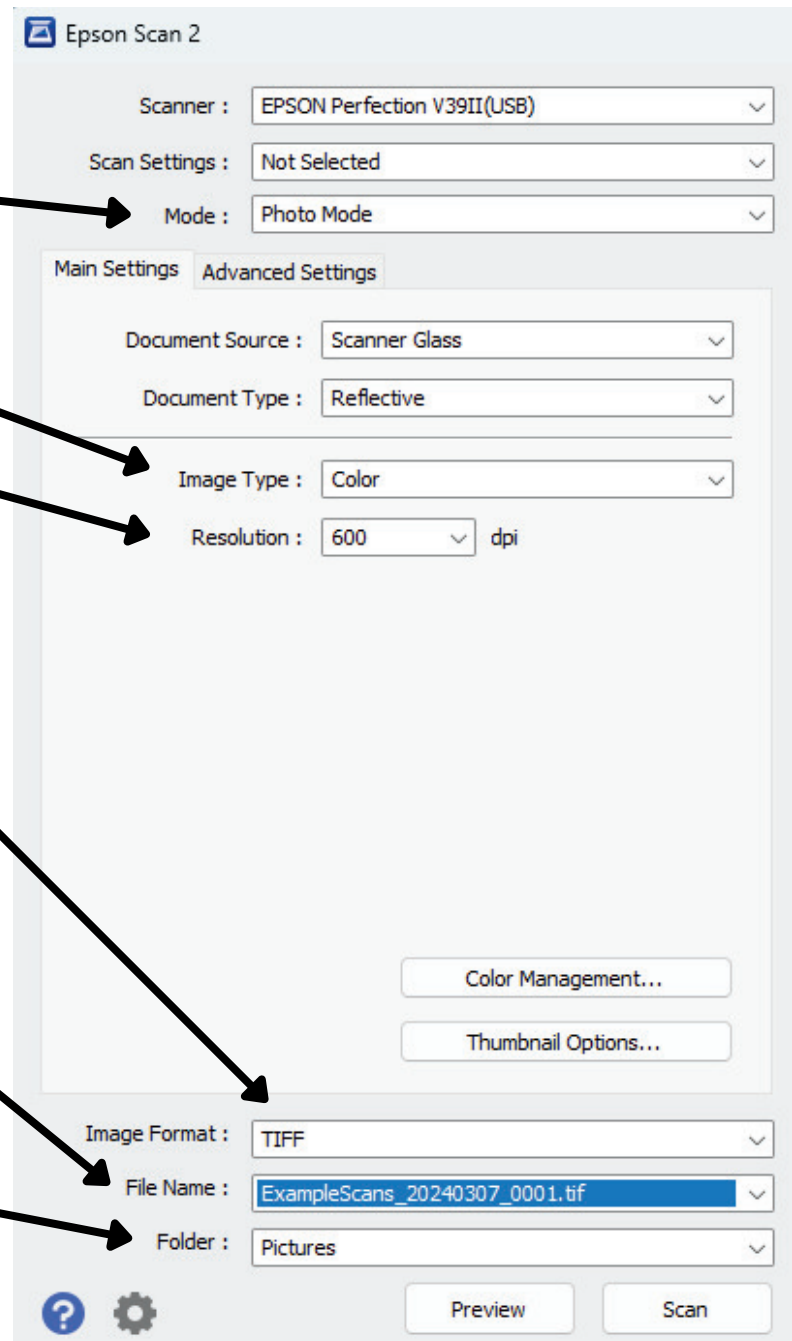 Epson Scan 2
Scanner : EPSON Perfection V39II(USB)
Scan Settings : Not Selected
Mode : Photo Mode
Main Settings Advanced Settings
Document Source : Scanner Glass
Document Type : Reflective
Image Type : Color
Resolution : 600 dpi
Color Management...
Thumbnail Options...
Image Format : TIFF
File Name : ExampleScans_20240307_0001.tif
Folder : Pictures
? Preview Scan